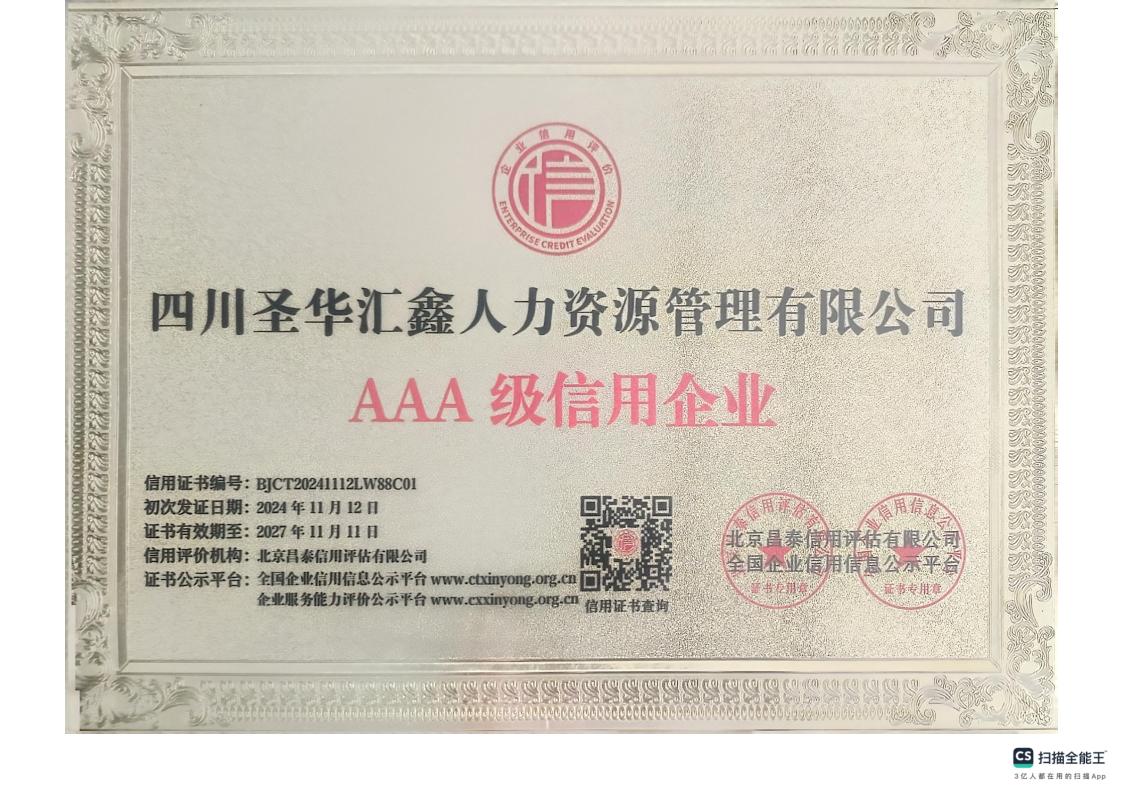 企业信用评价
信
ENTERPRISE CREDIT EVALUATION
四川圣华汇鑫人力资源管理有限公司
AAA 级信用企业
信用证书编号：BJCT20241112LW88C01
初次发证日期：2024 年 11 月 12 日
证书有效期至：2027 年 11 月 11 日
信用评价机构：北京昌泰信用评估有限公司
证书公示平台：全国企业信用信息公示平台 www.ctxinyong.org.cn
企业服务能力评价公示平台 www.cxxinyong.org.cn
信用证书查询
北京昌泰信用评估有限公司
全国企业信用信息公示平台
证书专用章
证书专用章
CS 扫描全能王
3亿人都在用的扫描App